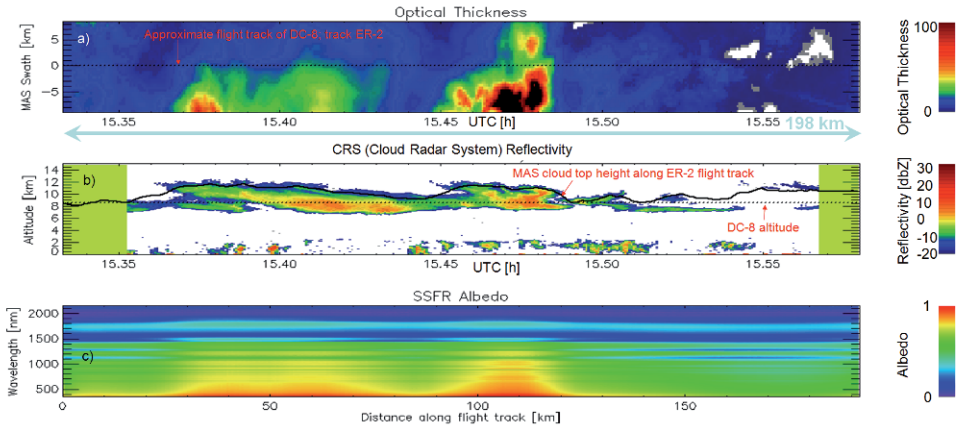 Optical Thickness
a)
Approximate flight track of DC-8; track ER-2
MAS Swath [km]
5
0
−5
15.35
15.40
15.45
15.50
15.55
UTC [h]
198 km
100
0
Optical Thickness
CRS (Cloud Radar System) Reflectivity
b)
MAS cloud top height along ER-2 flight track
DC-8 altitude
Altitude [km]
14
12
10
8
6
4
2
0
15.35
15.40
15.45
15.50
15.55
UTC [h]
30
20
10
0
-10
-20
Reflectivity [dbZ]
SSFR Albedo
c)
Wavelength [nm]
2000
1500
1000
500
0
50
100
150
Distance along flight track [km]
1
0
Albedo